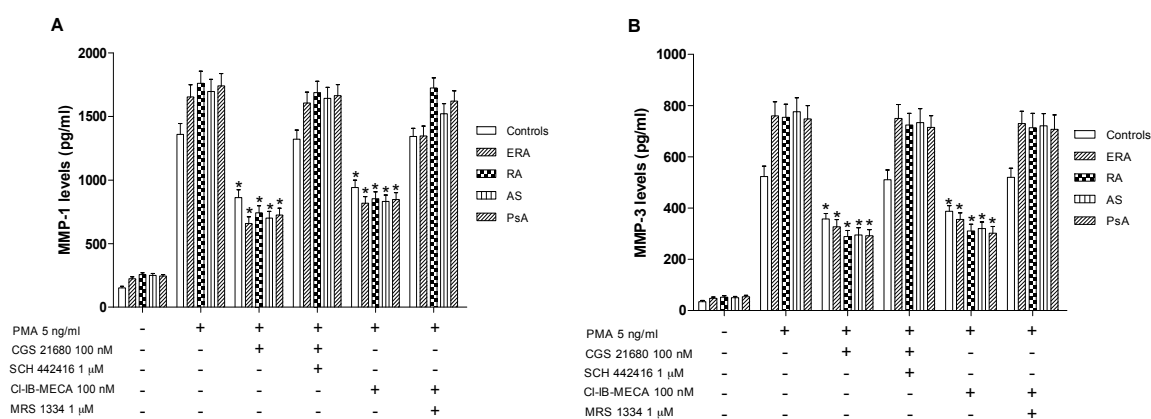 A
MMP-1 levels (pg/ml)
2000
1500
1000
500
0
* * * * *
* * * * *
Controls
ERA
RA
AS
PsA
PMA 5 ng/ml - + + + + +
CGS 21680 100 nM - - + + - -
SCH 442416 1 μM - - - + - -
Cl-IB-MECA 100 nM - - - - + +
MRS 1334 1 μM - - - - - +
B
MMP-3 levels (pg/ml)
1000
800
600
400
200
0
* * * * *
* * * * *
Controls
ERA
RA
AS
PsA
PMA 5 ng/ml - + + + + +
CGS 21680 100 nM - - + + - -
SCH 442416 1 μM - - - + - -
Cl-IB-MECA 100 nM - - - - + +
MRS 1334 1 μM - - - - - +